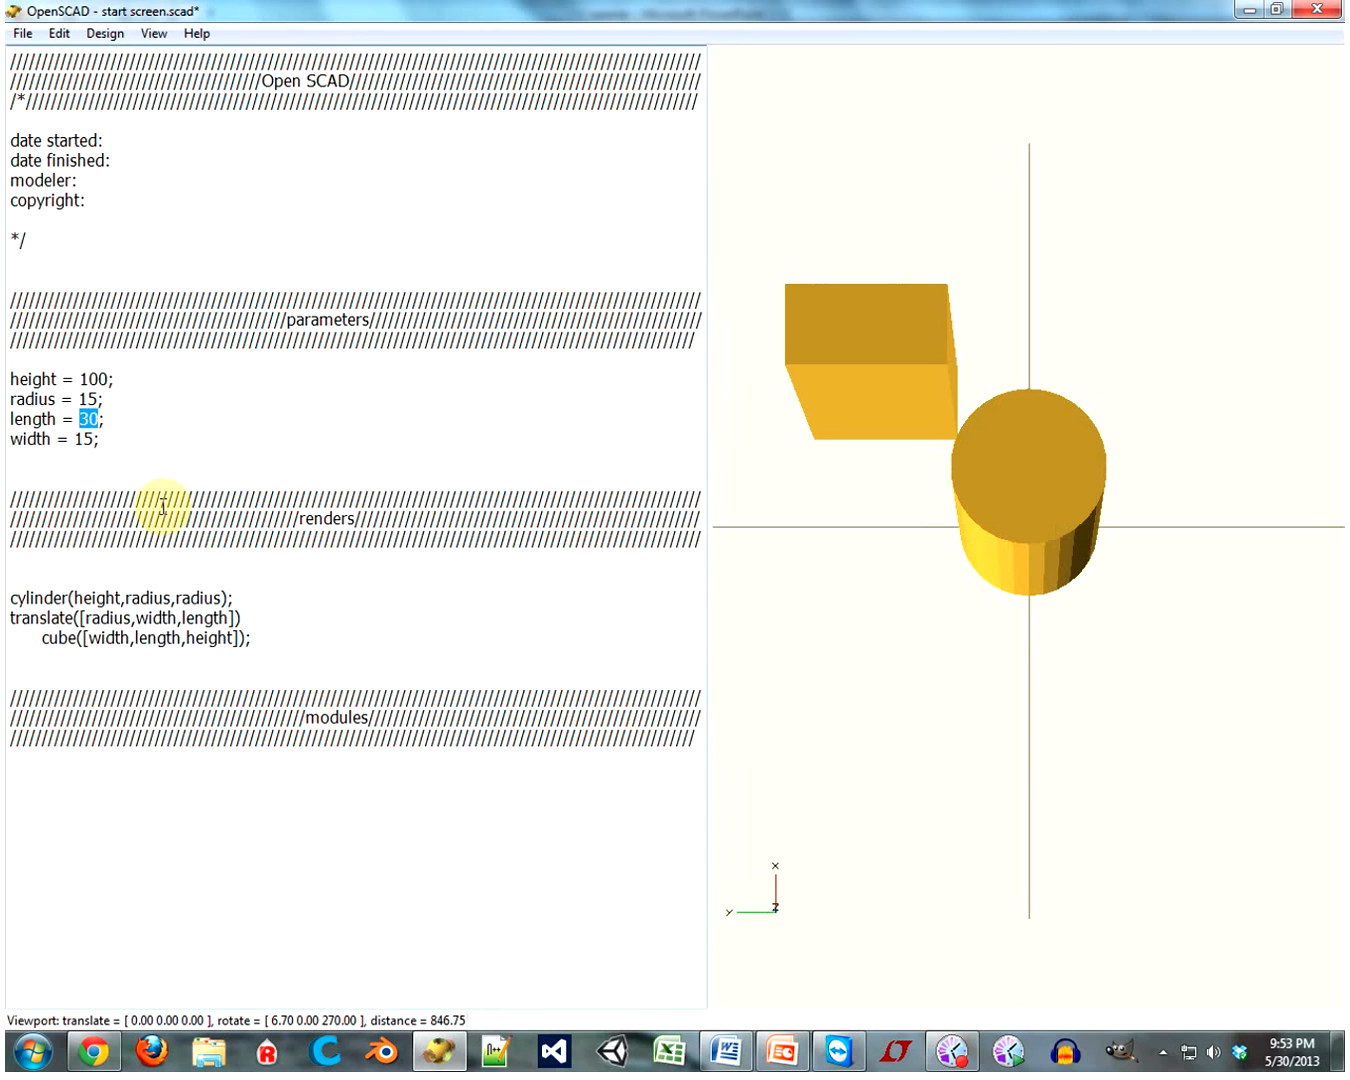 OpenSCAD - start screen.scad*
File Edit Design View Help
////////////////////////////////////////////////////////////////////////////////////////////////////////////////
/////////////////////////////////////////Open SCAD/////////////////////////////////////////////////////////
/*////////////////////////////////////////////////////////////////////////////////////////////////////////////
date started:
date finished:
modeler:
copyright:
*/
////////////////////////////////////////////////////////////////////////////////////////////////////////////////
/////////////////////////////////////////////parameters//////////////////////////////////////////////////////
///////////////////////////////////////////////////////////////////////////////////////////////////////////////
height = 100;
radius = 15;
length = 30;
width = 15;
////////////////////////////////////////////////////////////////////////////////////////////////////////////////
///////////////////////////////////////////////renders////////////////////////////////////////////////////////
////////////////////////////////////////////////////////////////////////////////////////////////////////////////
cylinder(height,radius,radius);
translate([radius,width,length])
cube([width,length,height]);
////////////////////////////////////////////////////////////////////////////////////////////////////////////////
////////////////////////////////////////////////modules//////////////////////////////////////////////////////
///////////////////////////////////////////////////////////////////////////////////////////////////////////////
x
y
z
Viewport: translate = [ 0.00 0.00 0.00 ], rotate = [ 6.70 0.00 270.00 ], distance = 846.75
9:53 PM
5/30/2013